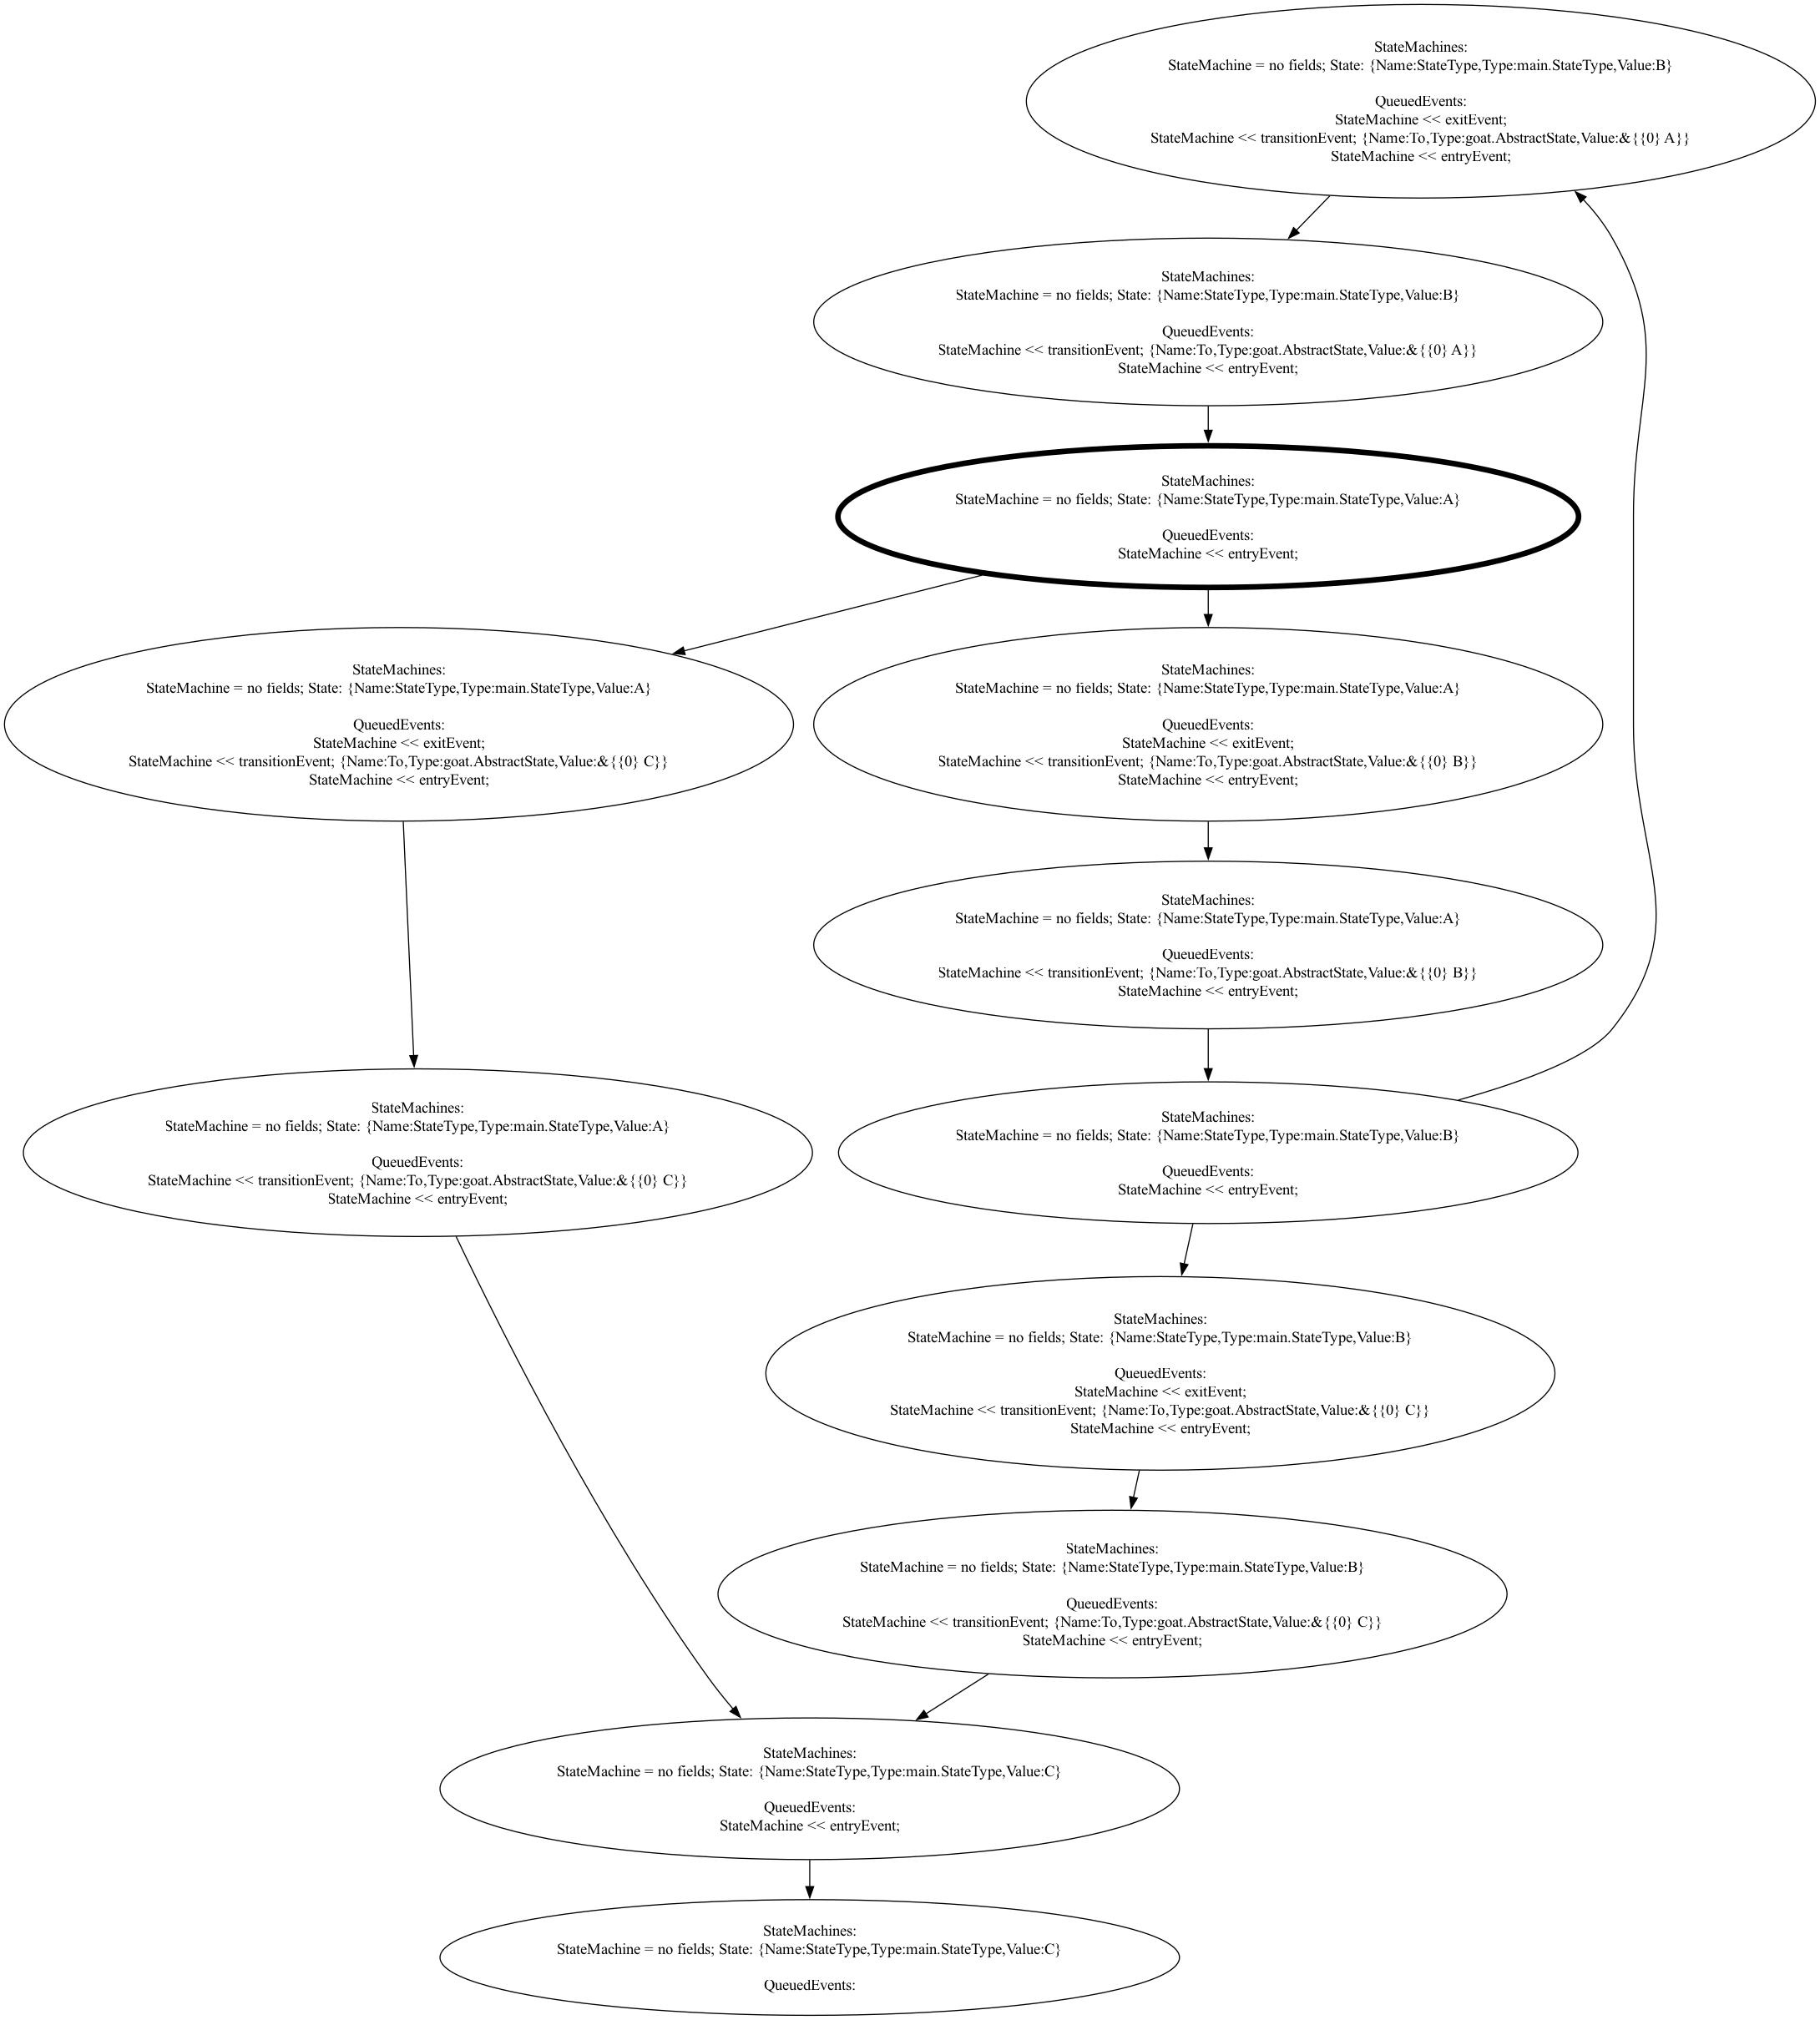 StateMachines:
StateMachine = no fields; State: {Name:StateType,Type:main.StateType,Value:B}
QueuedEvents:
StateMachine << exitEvent;
StateMachine << transitionEvent; {Name:To,Type:goat.AbstractState,Value:&{{0} A}}
StateMachine << entryEvent;
StateMachines:
StateMachine = no fields; State: {Name:StateType,Type:main.StateType,Value:B}
QueuedEvents:
StateMachine << transitionEvent; {Name:To,Type:goat.AbstractState,Value:&{{0} A}}
StateMachine << entryEvent;
StateMachines:
StateMachine = no fields; State: {Name:StateType,Type:main.StateType,Value:A}
QueuedEvents:
StateMachine << entryEvent;
StateMachines:
StateMachine = no fields; State: {Name:StateType,Type:main.StateType,Value:A}
QueuedEvents:
StateMachine << exitEvent;
StateMachine << transitionEvent; {Name:To,Type:goat.AbstractState,Value:&{{0} C}}
StateMachine << entryEvent;
StateMachines:
StateMachine = no fields; State: {Name:StateType,Type:main.StateType,Value:A}
QueuedEvents:
StateMachine << exitEvent;
StateMachine << transitionEvent; {Name:To,Type:goat.AbstractState,Value:&{{0} B}}
StateMachine << entryEvent;
StateMachines:
StateMachine = no fields; State: {Name:StateType,Type:main.StateType,Value:A}
QueuedEvents:
StateMachine << transitionEvent; {Name:To,Type:goat.AbstractState,Value:&{{0} B}}
StateMachine << entryEvent;
StateMachines:
StateMachine = no fields; State: {Name:StateType,Type:main.StateType,Value:A}
QueuedEvents:
StateMachine << transitionEvent; {Name:To,Type:goat.AbstractState,Value:&{{0} C}}
StateMachine << entryEvent;
StateMachines:
StateMachine = no fields; State: {Name:StateType,Type:main.StateType,Value:B}
QueuedEvents:
StateMachine << entryEvent;
StateMachines:
StateMachine = no fields; State: {Name:StateType,Type:main.StateType,Value:B}
QueuedEvents:
StateMachine << exitEvent;
StateMachine << transitionEvent; {Name:To,Type:goat.AbstractState,Value:&{{0} C}}
StateMachine << entryEvent;
StateMachines:
StateMachine = no fields; State: {Name:StateType,Type:main.StateType,Value:B}
QueuedEvents:
StateMachine << transitionEvent; {Name:To,Type:goat.AbstractState,Value:&{{0} C}}
StateMachine << entryEvent;
StateMachines:
StateMachine = no fields; State: {Name:StateType,Type:main.StateType,Value:C}
QueuedEvents:
StateMachine << entryEvent;
StateMachines:
StateMachine = no fields; State: {Name:StateType,Type:main.StateType,Value:C}
QueuedEvents: